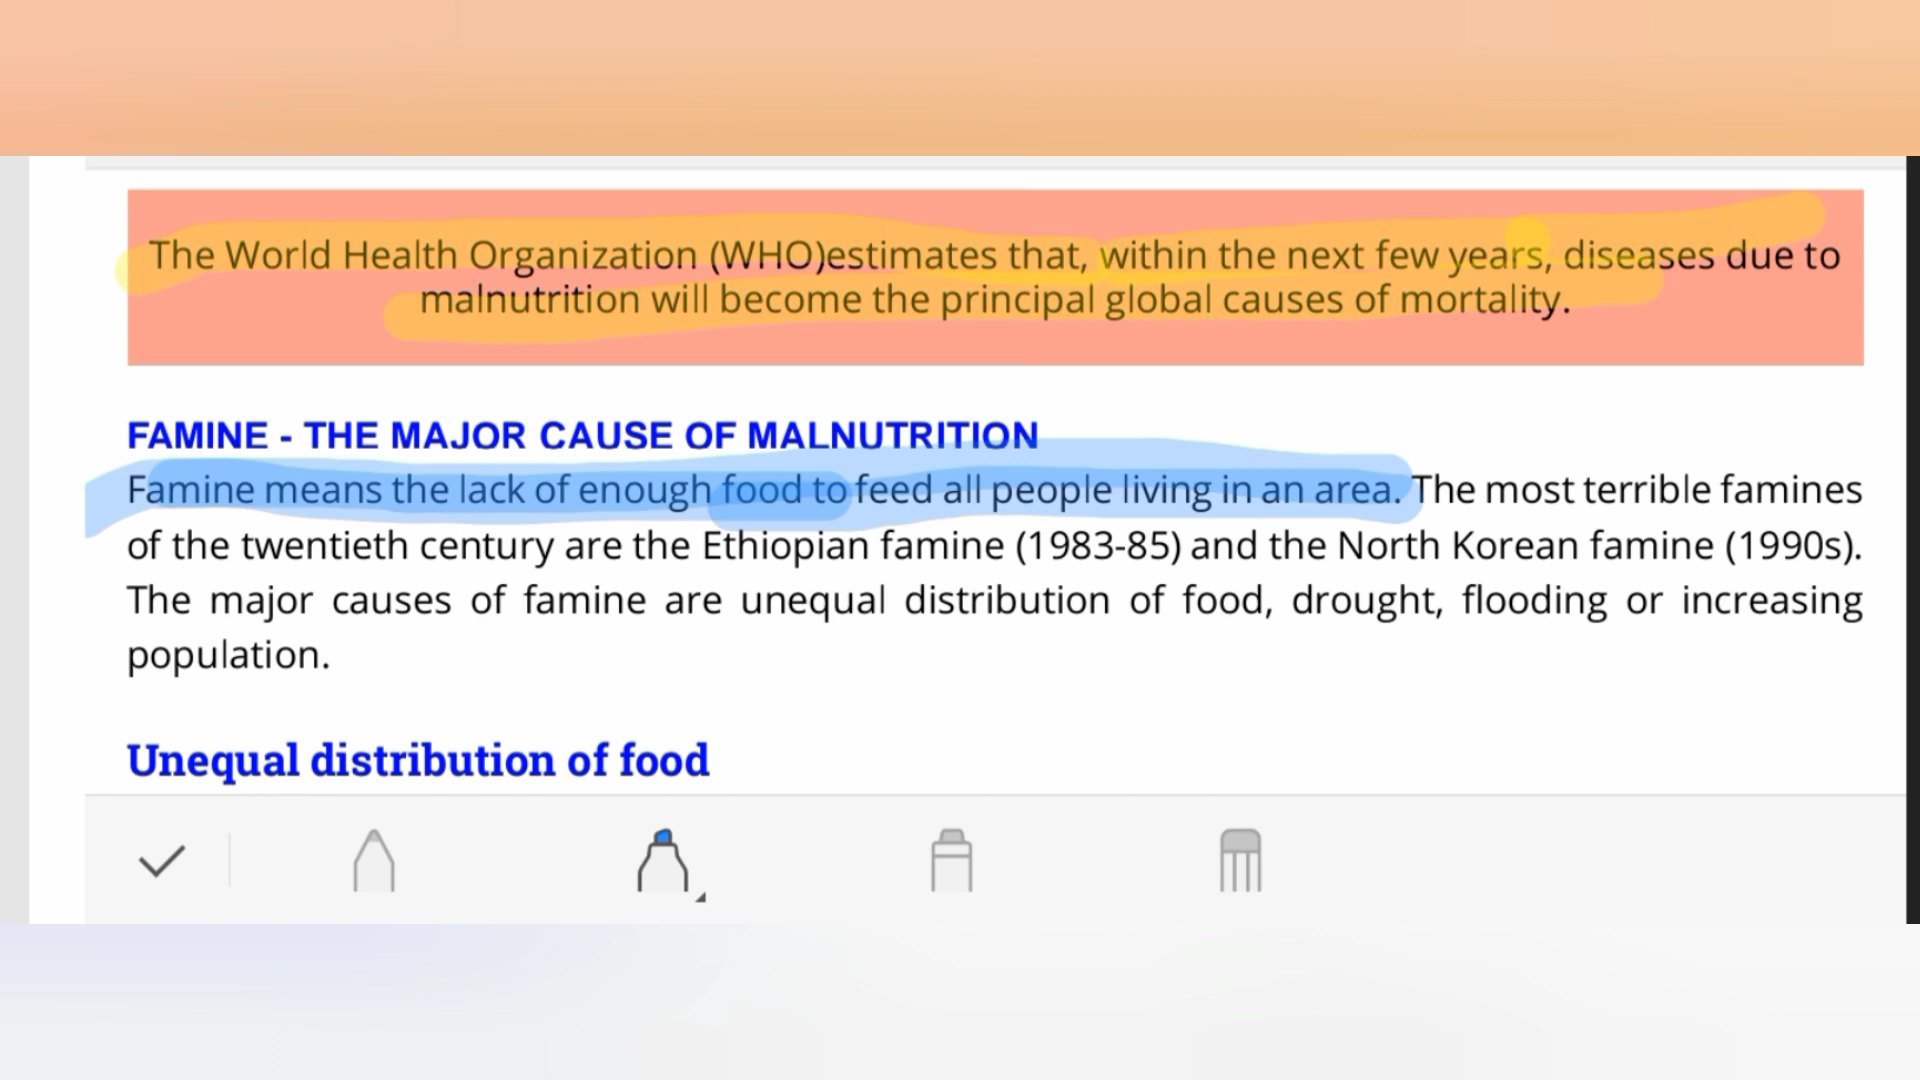 The World Health Organization (WHO)estimates that, within the next few years, diseases due to
malnutrition will become the principal global causes of mortality.
FAMINE - THE MAJOR CAUSE OF MALNUTRITION
Famine means the lack of enough food to feed all people living in an area. The most terrible famines
of the twentieth century are the Ethiopian famine (1983-85) and the North Korean famine (1990s).
The major causes of famine are unequal distribution of food, drought, flooding or increasing
population.
Unequal distribution of food